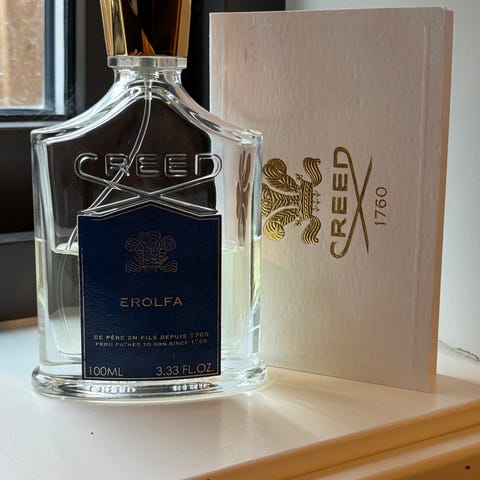 CREED
EROLFA
DE PÈRE EN FILS DEPUIS 1760
FROM FATHER TO SON SINCE 1760
100ML 3.33 FL.OZ.
CREED
1760